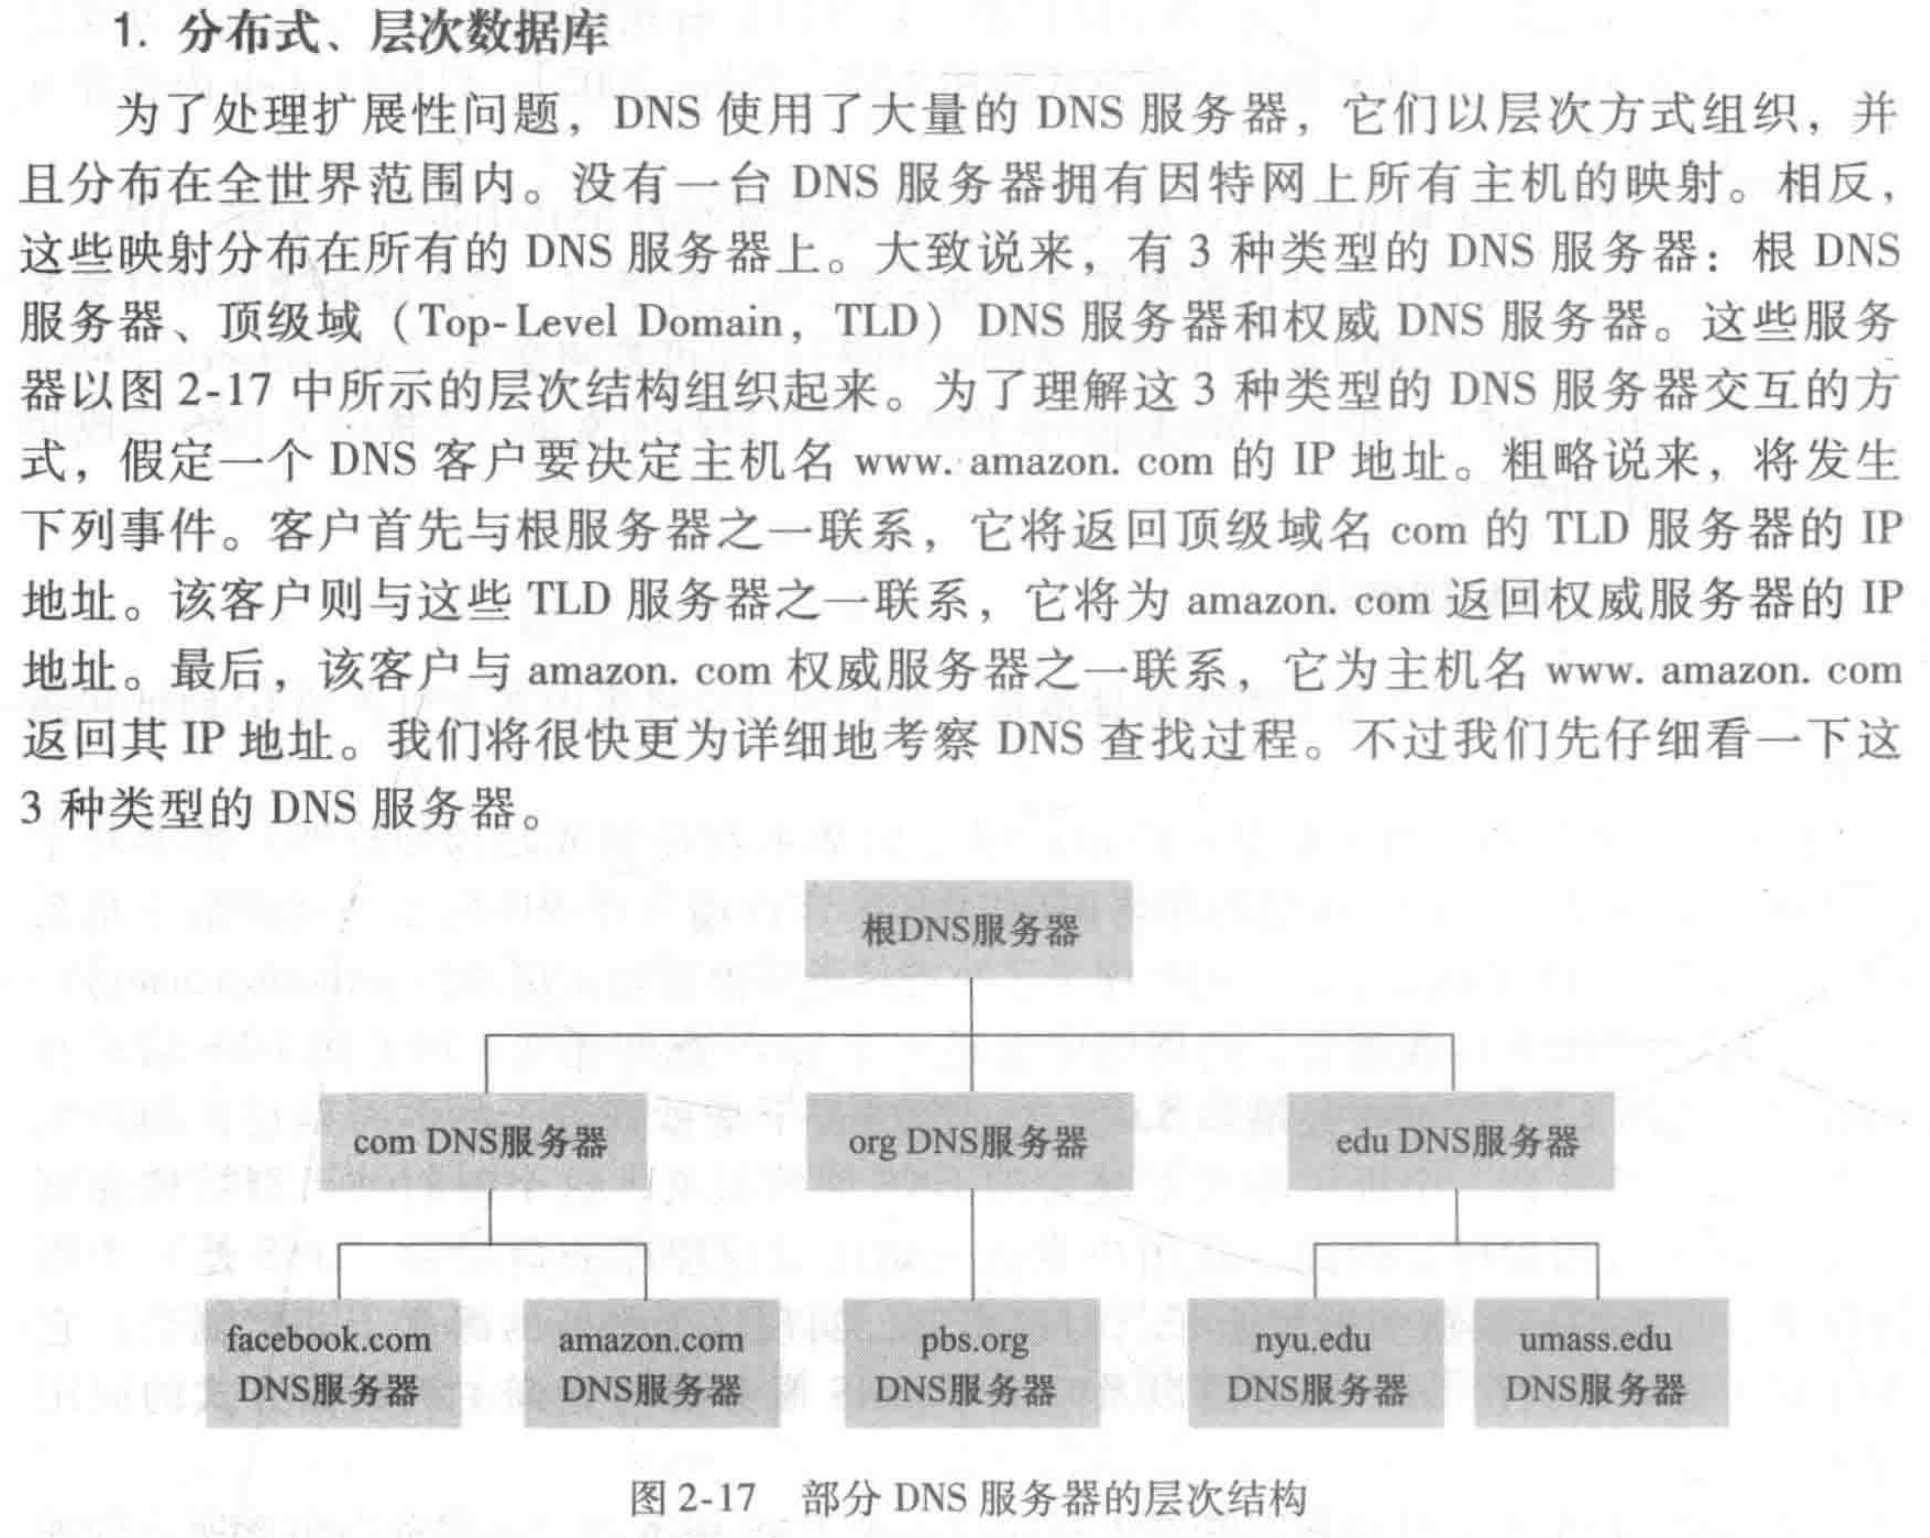 1. 分布式、层次数据库
为了处理扩展性问题，DNS 使用了大量的 DNS 服务器，它们以层次方式组织，并
且分布在全世界范围内。没有一台 DNS 服务器拥有因特网上所有主机的映射。相反，
这些映射分布在所有的 DNS 服务器上。大致说来，有 3 种类型的 DNS 服务器：根 DNS
服务器、顶级域（Top-Level Domain，TLD）DNS 服务器和权威 DNS 服务器。这些服务
器以图 2-17 中所示的层次结构组织起来。为了理解这 3 种类型的 DNS 服务器交互的方
式，假定一个 DNS 客户要决定主机名 www. amazon. com 的 IP 地址。粗略说来，将发生
下列事件。客户首先与根服务器之一联系，它将返回顶级域名 com 的 TLD 服务器的 IP
地址。该客户则与这些 TLD 服务器之一联系，它将为 amazon. com 返回权威服务器的 IP
地址。最后，该客户与 amazon. com 权威服务器之一联系，它为主机名 www. amazon. com
返回其 IP 地址。我们将很快更为详细地考察 DNS 查找过程。不过我们先仔细看一下这
3 种类型的 DNS 服务器。
根DNS服务器
com DNS服务器
org DNS服务器
edu DNS服务器
facebook.com
DNS服务器
amazon.com
DNS服务器
pbs.org
DNS服务器
nyu.edu
DNS服务器
umass.edu
DNS服务器
图 2-17 部分 DNS 服务器的层次结构